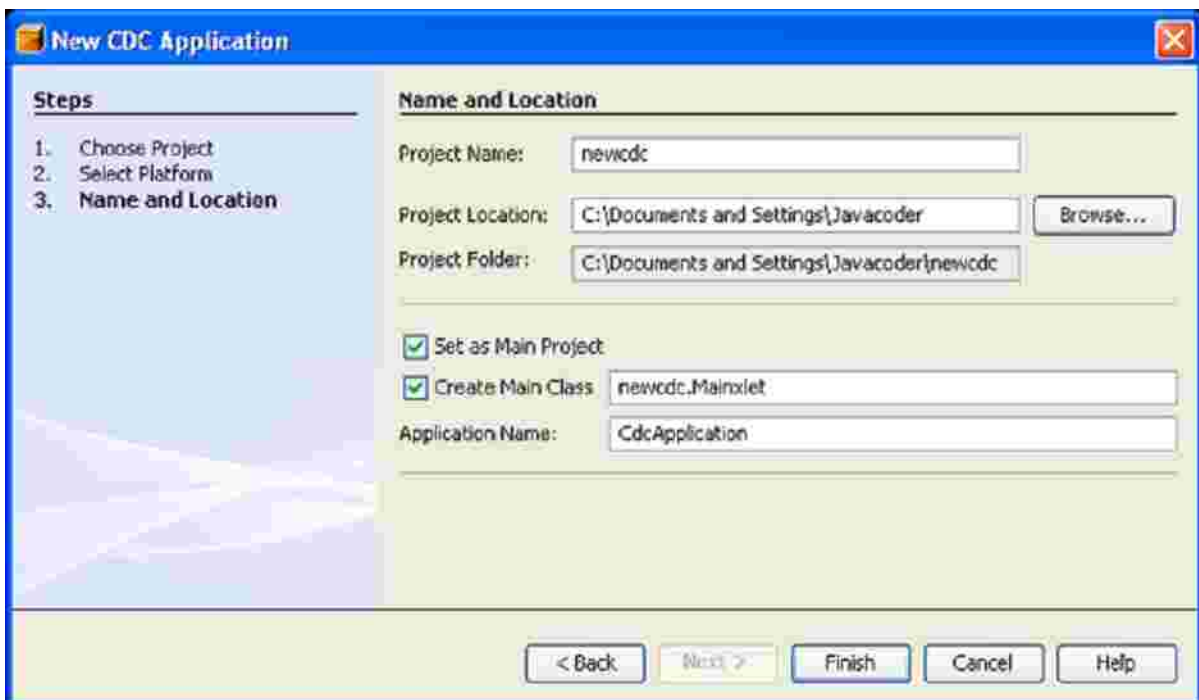 New CDC Application
Steps
1. Choose Project
2. Select Platform
3. Name and Location
Name and Location
Project Name: newcdc
Project Location: C:\Documents and Settings\Javacoder Browse...
Project Folder: C:\Documents and Settings\Javacoder\newcdc
Set as Main Project
Create Main Class newcdc.Mainxlet
Application Name: CdcApplication
< Back Next > Finish Cancel Help